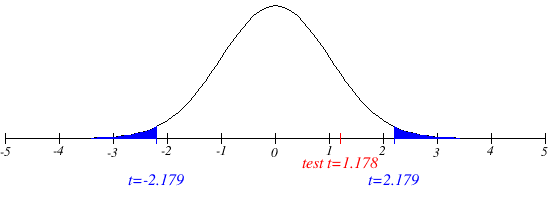 -5 -4 -3 -2 -1 0 1 2 3 4 5
test t=1.178
t=-2.179 t=2.179